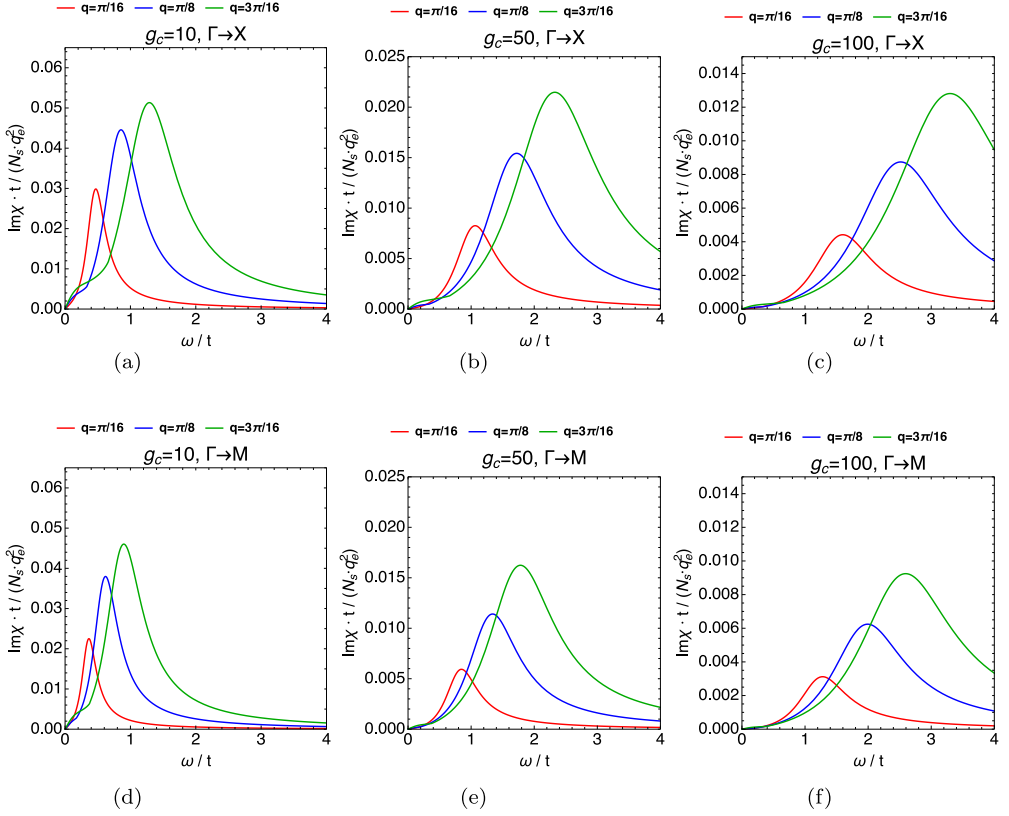 q=π/16 q=π/8 q=3π/16
g_c=10, Γ→X
Imχ · t / (N_s·q_e^2)
0.06
0.05
0.04
0.03
0.02
0.01
0.00
0 1 2 3 4
ω / t
(a)
q=π/16 q=π/8 q=3π/16
g_c=50, Γ→X
Imχ · t / (N_s·q_e^2)
0.025
0.020
0.015
0.010
0.005
0.000
0 1 2 3 4
ω / t
(b)
q=π/16 q=π/8 q=3π/16
g_c=100, Γ→X
Imχ · t / (N_s·q_e^2)
0.014
0.012
0.010
0.008
0.006
0.004
0.002
0.000
0 1 2 3 4
ω / t
(c)
q=π/16 q=π/8 q=3π/16
g_c=10, Γ→M
Imχ · t / (N_s·q_e^2)
0.06
0.05
0.04
0.03
0.02
0.01
0.00
0 1 2 3 4
ω / t
(d)
q=π/16 q=π/8 q=3π/16
g_c=50, Γ→M
Imχ · t / (N_s·q_e^2)
0.025
0.020
0.015
0.010
0.005
0.000
0 1 2 3 4
ω / t
(e)
q=π/16 q=π/8 q=3π/16
g_c=100, Γ→M
Imχ · t / (N_s·q_e^2)
0.014
0.012
0.010
0.008
0.006
0.004
0.002
0.000
0 1 2 3 4
ω / t
(f)